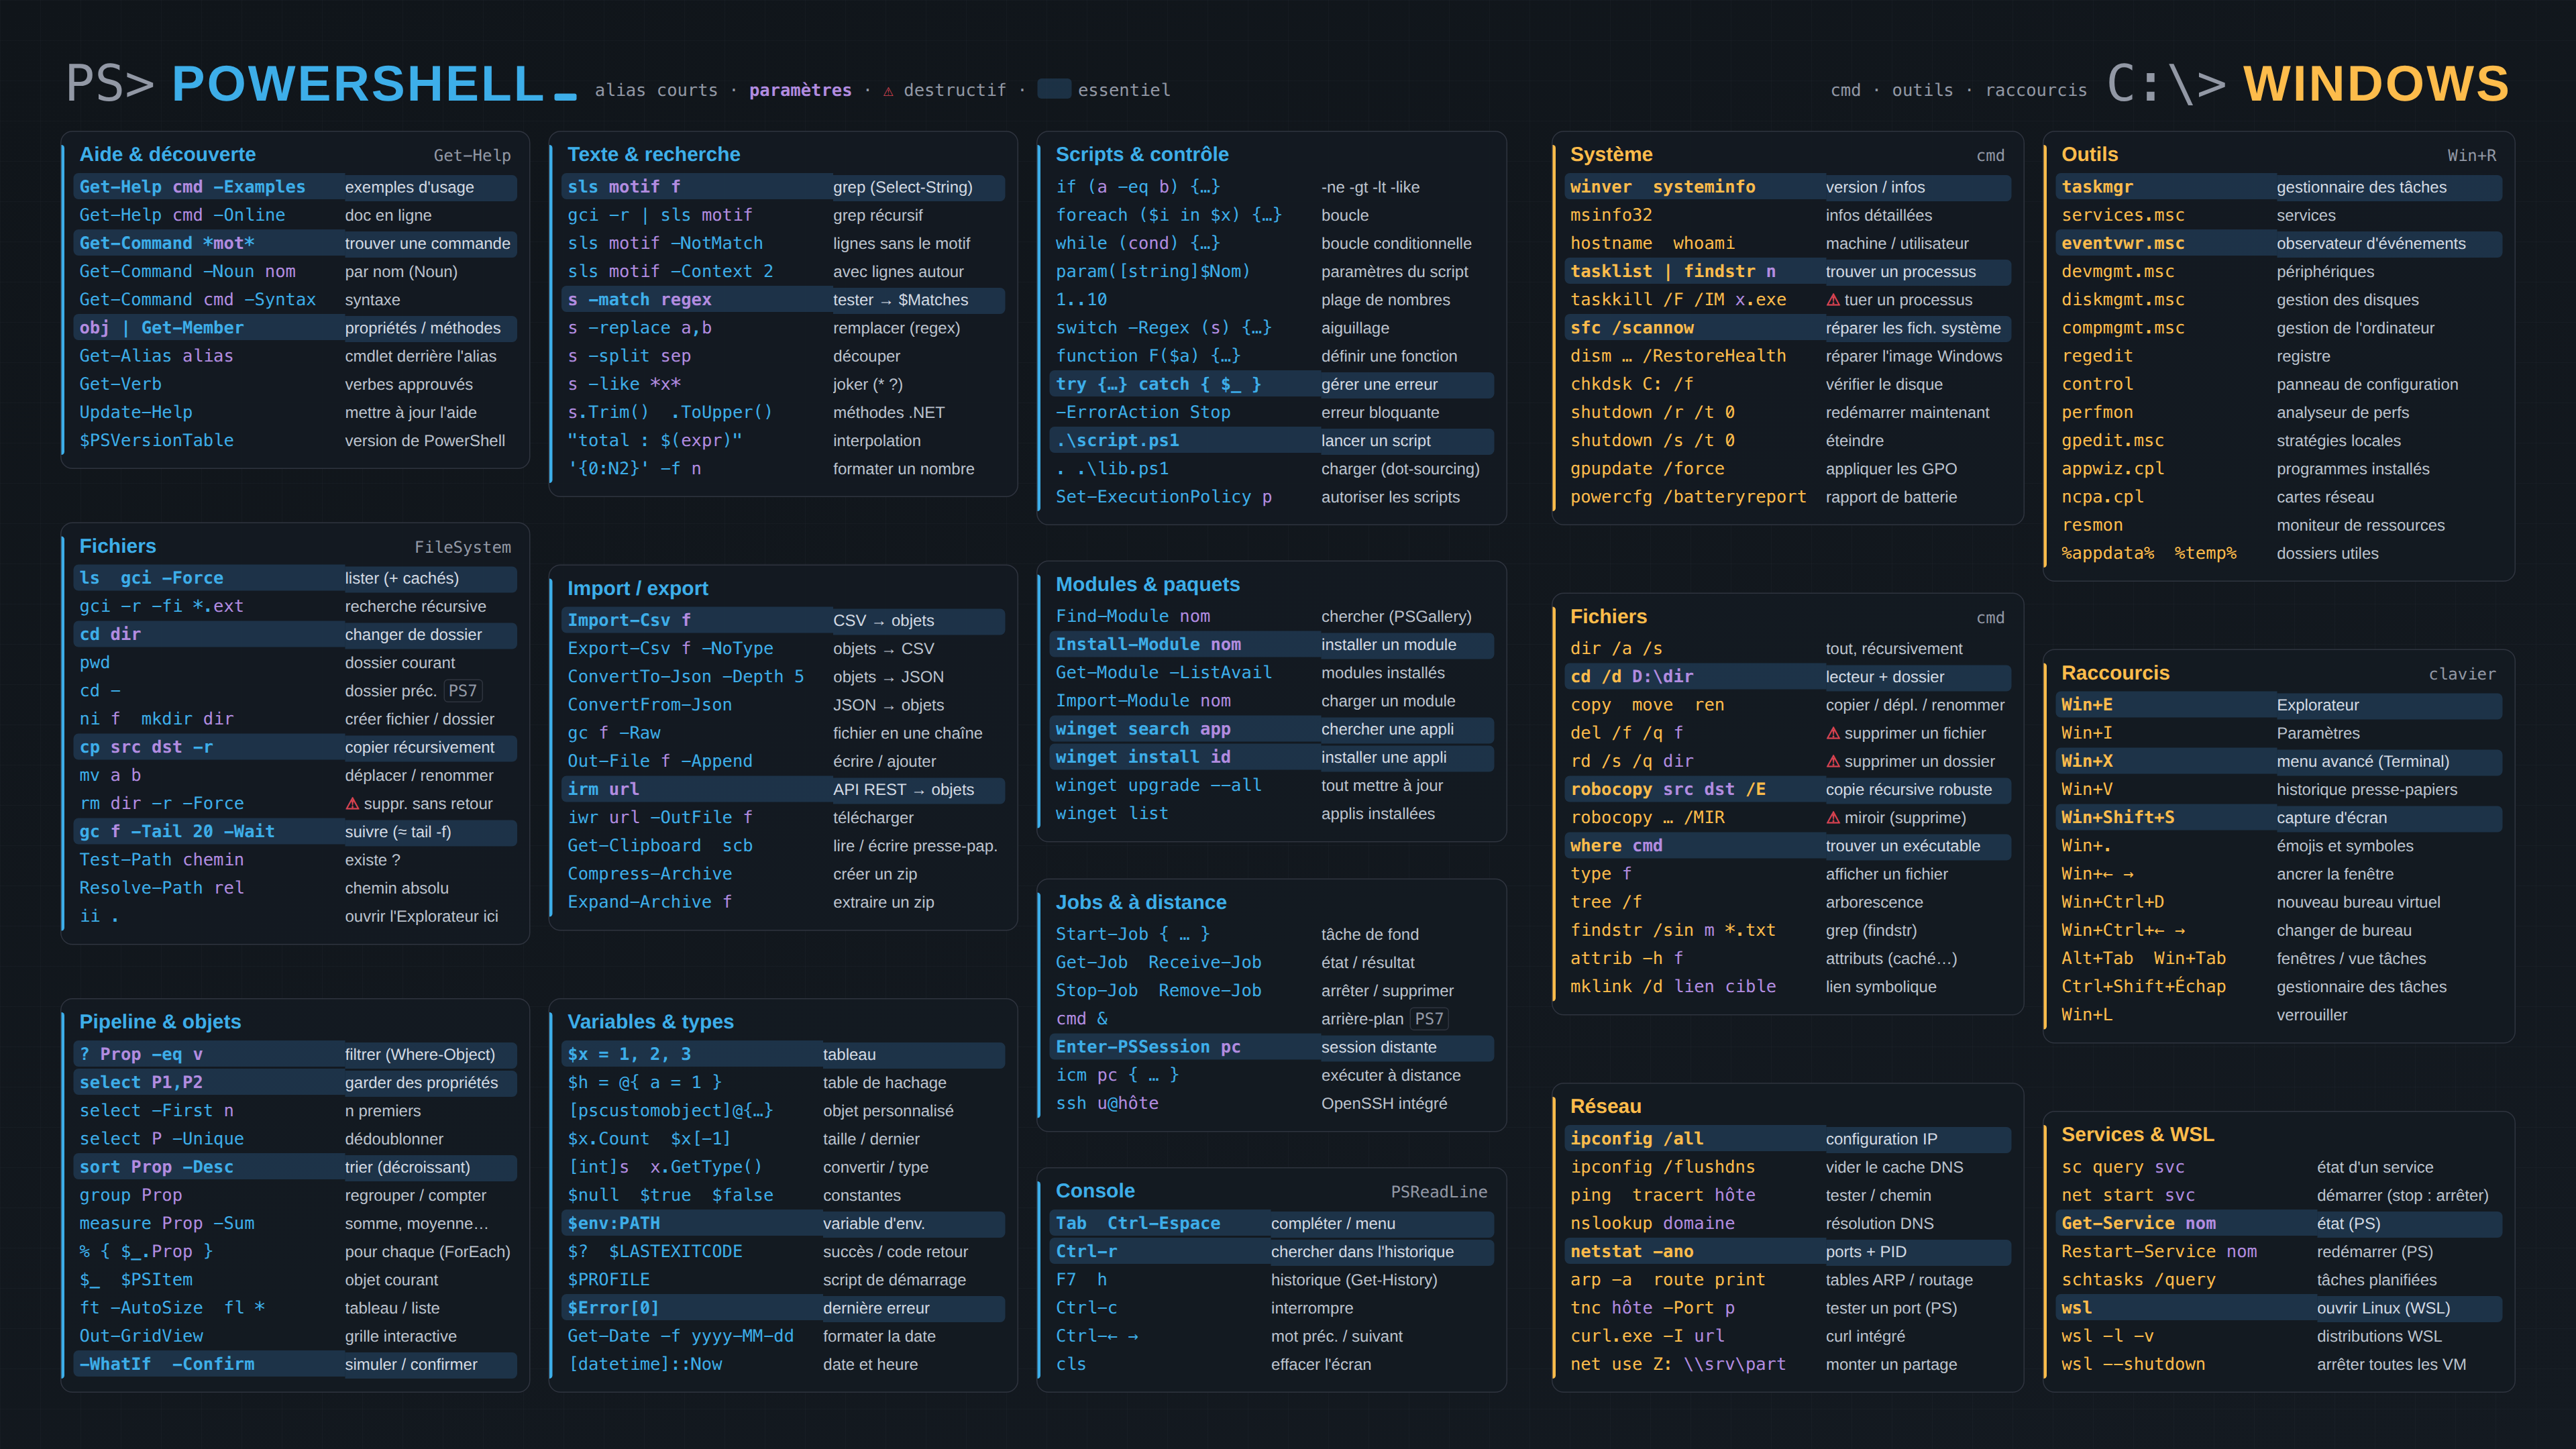 PS> POWERSHELL_ alias courts · paramètres · ⚠ destructif · essentiel
cmd · outils · raccourcis C:\> WINDOWS
Aide & découverte Get-Help
Get-Help cmd -Examples exemples d'usage
Get-Help cmd -Online doc en ligne
Get-Command *mot* trouver une commande
Get-Command -Noun nom par nom (Noun)
Get-Command cmd -Syntax syntaxe
obj | Get-Member propriétés / méthodes
Get-Alias alias cmdlet derrière l'alias
Get-Verb verbes approuvés
Update-Help mettre à jour l'aide
$PSVersionTable version de PowerShell
Fichiers FileSystem
ls gci -Force lister (+ cachés)
gci -r -fi *.ext recherche récursive
cd dir changer de dossier
pwd dossier courant
cd - dossier préc. PS7
ni f mkdir dir créer fichier / dossier
cp src dst -r copier récursivement
mv a b déplacer / renommer
rm dir -r -Force ⚠ suppr. sans retour
gc f -Tail 20 -Wait suivre (≈ tail -f)
Test-Path chemin existe ?
Resolve-Path rel chemin absolu
ii . ouvrir l'Explorateur ici
Pipeline & objets
? Prop -eq v filtrer (Where-Object)
select P1,P2 garder des propriétés
select -First n n premiers
select P -Unique dédoublonner
sort Prop -Desc trier (décroissant)
group Prop regrouper / compter
measure Prop -Sum somme, moyenne…
% { $_.Prop } pour chaque (ForEach)
$_ $PSItem objet courant
ft -AutoSize fl * tableau / liste
Out-GridView grille interactive
-WhatIf -Confirm simuler / confirmer
Texte & recherche
sls motif f grep (Select-String)
gci -r | sls motif grep récursif
sls motif -NotMatch lignes sans le motif
sls motif -Context 2 avec lignes autour
s -match regex tester → $Matches
s -replace a,b remplacer (regex)
s -split sep découper
s -like *x* joker (* ?)
s.Trim() .ToUpper() méthodes .NET
"total : $(expr)" interpolation
'{0:N2}' -f n formater un nombre
Import / export
Import-Csv f CSV → objets
Export-Csv f -NoType objets → CSV
ConvertTo-Json -Depth 5 objets → JSON
ConvertFrom-Json JSON → objets
gc f -Raw fichier en une chaîne
Out-File f -Append écrire / ajouter
irm url API REST → objets
iwr url -OutFile f télécharger
Get-Clipboard scb lire / écrire presse-pap.
Compress-Archive créer un zip
Expand-Archive f extraire un zip
Variables & types
$x = 1, 2, 3 tableau
$h = @{ a = 1 } table de hachage
[pscustomobject]@{…} objet personnalisé
$x.Count $x[-1] taille / dernier
[int]s x.GetType() convertir / type
$null $true $false constantes
$env:PATH variable d'env.
$? $LASTEXITCODE succès / code retour
$PROFILE script de démarrage
$Error[0] dernière erreur
Get-Date -f yyyy-MM-dd formater la date
[datetime]::Now date et heure
Scripts & contrôle
if (a -eq b) {…} -ne -gt -lt -like
foreach ($i in $x) {…} boucle
while (cond) {…} boucle conditionnelle
param([string]$Nom) paramètres du script
1..10 plage de nombres
switch -Regex (s) {…} aiguillage
function F($a) {…} définir une fonction
try {…} catch { $_ } gérer une erreur
-ErrorAction Stop erreur bloquante
.\script.ps1 lancer un script
. .\lib.ps1 charger (dot-sourcing)
Set-ExecutionPolicy p autoriser les scripts
Modules & paquets
Find-Module nom chercher (PSGallery)
Install-Module nom installer un module
Get-Module -ListAvail modules installés
Import-Module nom charger un module
winget search app chercher une appli
winget install id installer une appli
winget upgrade --all tout mettre à jour
winget list applis installées
Jobs & à distance
Start-Job { … } tâche de fond
Get-Job Receive-Job état / résultat
Stop-Job Remove-Job arrêter / supprimer
cmd & arrière-plan PS7
Enter-PSSession pc session distante
icm pc { … } exécuter à distance
ssh u@hôte OpenSSH intégré
Console PSReadLine
Tab Ctrl-Espace compléter / menu
Ctrl-r chercher dans l'historique
F7 h historique (Get-History)
Ctrl-c interrompre
Ctrl-← → mot préc. / suivant
cls effacer l'écran
Système cmd
winver systeminfo version / infos
msinfo32 infos détaillées
hostname whoami machine / utilisateur
tasklist | findstr n trouver un processus
taskkill /F /IM x.exe ⚠ tuer un processus
sfc /scannow réparer les fich. système
dism … /RestoreHealth réparer l'image Windows
chkdsk C: /f vérifier le disque
shutdown /r /t 0 redémarrer maintenant
shutdown /s /t 0 éteindre
gpupdate /force appliquer les GPO
powercfg /batteryreport rapport de batterie
Fichiers cmd
dir /a /s tout, récursivement
cd /d D:\dir lecteur + dossier
copy move ren copier / dépl. / renommer
del /f /q f ⚠ supprimer un fichier
rd /s /q dir ⚠ supprimer un dossier
robocopy src dst /E copie récursive robuste
robocopy … /MIR ⚠ miroir (supprime)
where cmd trouver un exécutable
type f afficher un fichier
tree /f arborescence
findstr /sin m *.txt grep (findstr)
attrib -h f attributs (caché…)
mklink /d lien cible lien symbolique
Réseau
ipconfig /all configuration IP
ipconfig /flushdns vider le cache DNS
ping tracert hôte tester / chemin
nslookup domaine résolution DNS
netstat -ano ports + PID
arp -a route print tables ARP / routage
tnc hôte -Port p tester un port (PS)
curl.exe -I url curl intégré
net use Z: \\srv\part monter un partage
Outils Win+R
taskmgr gestionnaire des tâches
services.msc services
eventvwr.msc observateur d'événements
devmgmt.msc périphériques
diskmgmt.msc gestion des disques
compmgmt.msc gestion de l'ordinateur
regedit registre
control panneau de configuration
perfmon analyseur de perfs
gpedit.msc stratégies locales
appwiz.cpl programmes installés
ncpa.cpl cartes réseau
resmon moniteur de ressources
%appdata% %temp% dossiers utiles
Raccourcis clavier
Win+E Explorateur
Win+I Paramètres
Win+X menu avancé (Terminal)
Win+V historique presse-papiers
Win+Shift+S capture d'écran
Win+. émojis et symboles
Win+← → ancrer la fenêtre
Win+Ctrl+D nouveau bureau virtuel
Win+Ctrl+← → changer de bureau
Alt+Tab Win+Tab fenêtres / vue tâches
Ctrl+Shift+Échap gestionnaire des tâches
Win+L verrouiller
Services & WSL
sc query svc état d'un service
net start svc démarrer (stop : arrêter)
Get-Service nom état (PS)
Restart-Service nom redémarrer (PS)
schtasks /query tâches planifiées
wsl ouvrir Linux (WSL)
wsl -l -v distributions WSL
wsl --shutdown arrêter toutes les VM